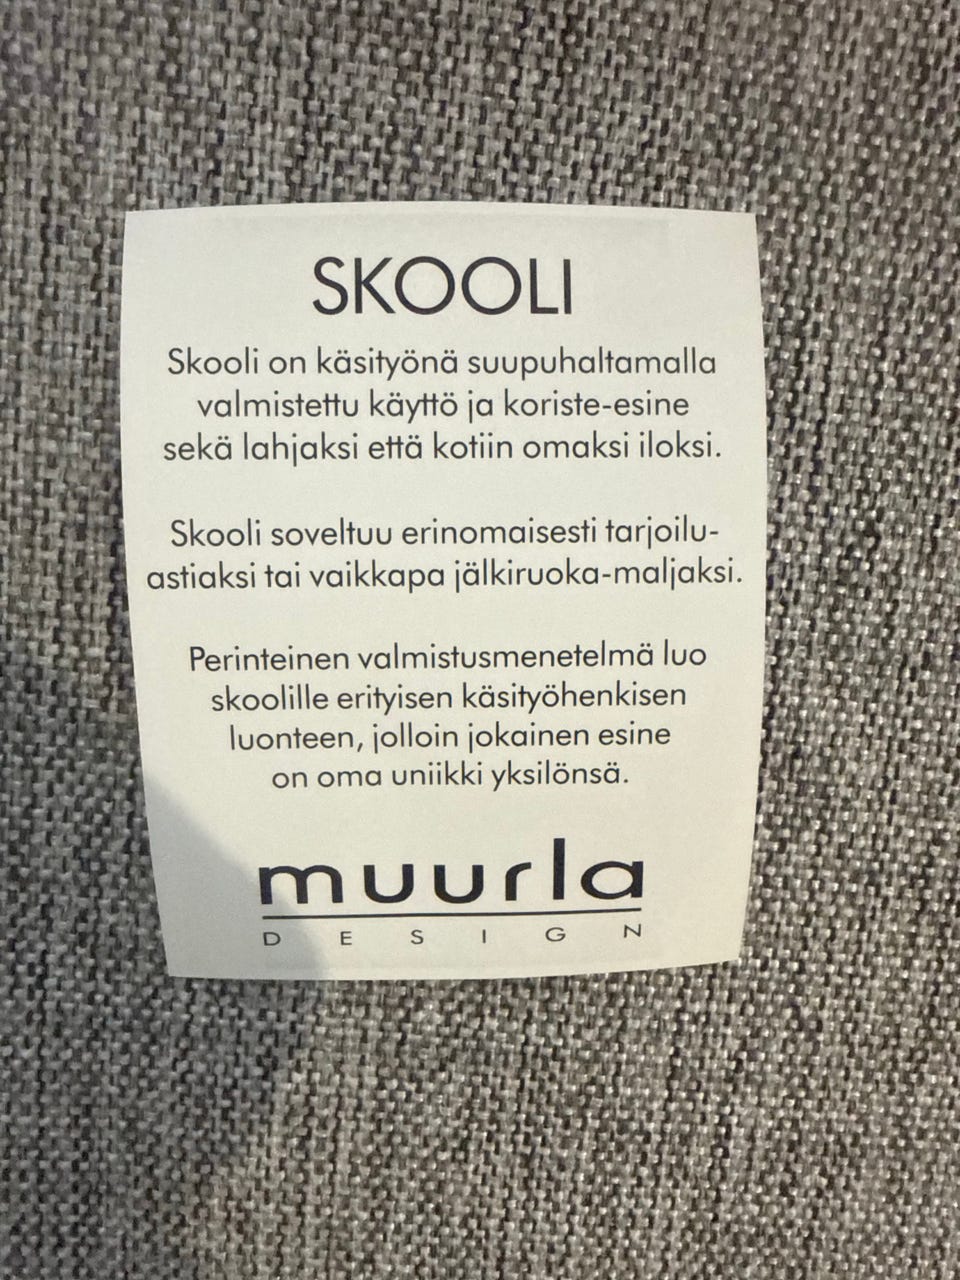 SKOOLI
Skooli on käsityönä suupuhaltamalla
valmistettu käyttö ja koriste-esine
sekä lahjaksi että kotiin omaksi iloksi.
Skooli soveltuu erinomaisesti tarjoilu-
astiaksi tai vaikkapa jälkiruoka-maljaksi.
Perinteinen valmistusmenetelmä luo
skoolille erityisen käsityöhenkisen
luonteen, jolloin jokainen esine
on oma uniikki yksilönsä.
muurla
DESIGN